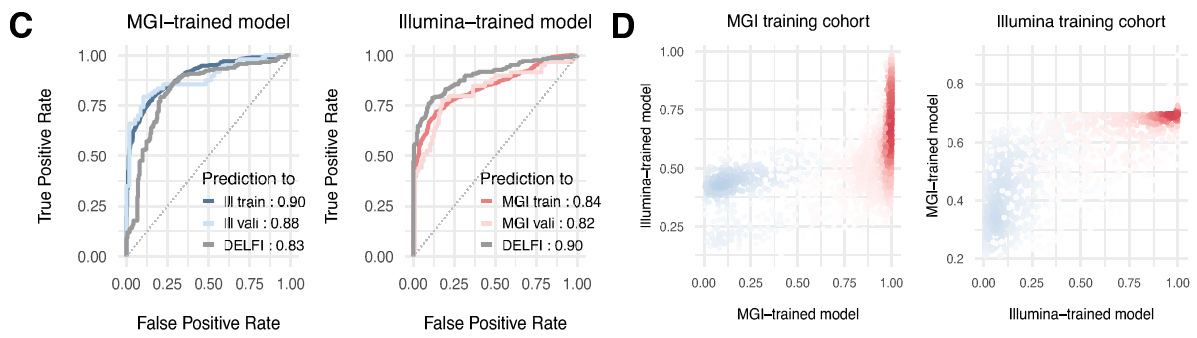 C
MGI–trained model
True Positive Rate
1.00
0.75
0.50
0.25
0.00
Prediction to
Ill train : 0.90
Ill vali : 0.88
DELFI : 0.83
0.00 0.25 0.50 0.75 1.00
False Positive Rate
Illumina–trained model
True Positive Rate
1.00
0.75
0.50
0.25
0.00
Prediction to
MGI train : 0.84
MGI vali : 0.82
DELFI : 0.90
0.00 0.25 0.50 0.75 1.00
False Positive Rate
D
MGI training cohort
Illumina–trained model
1.00
0.75
0.50
0.25
0.00 0.25 0.50 0.75 1.00
MGI–trained model
Illumina training cohort
MGI–trained model
0.8
0.6
0.4
0.2
0.00 0.25 0.50 0.75 1.00
Illumina–trained model